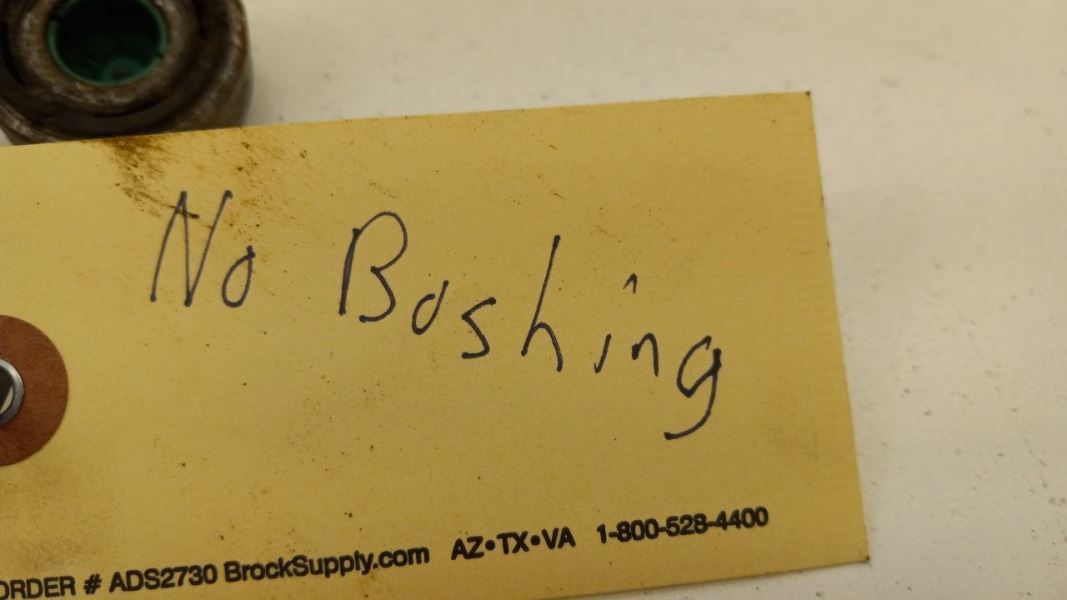 No Boshing
ORDER # ADS2730 BrockSupply.com AZ•TX•VA 1-800-528-4400